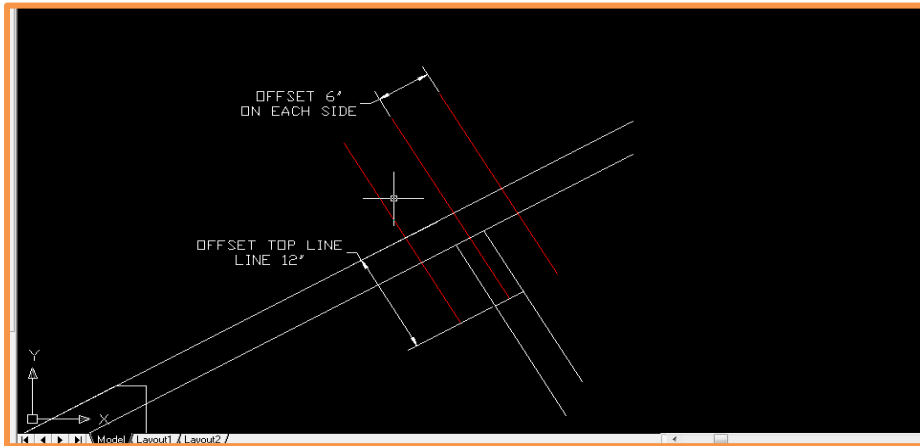 OFFSET 6"
ON EACH SIDE
OFFSET TOP LINE
LINE 12"
Y
X
Model / Layout1 / Layout2 /